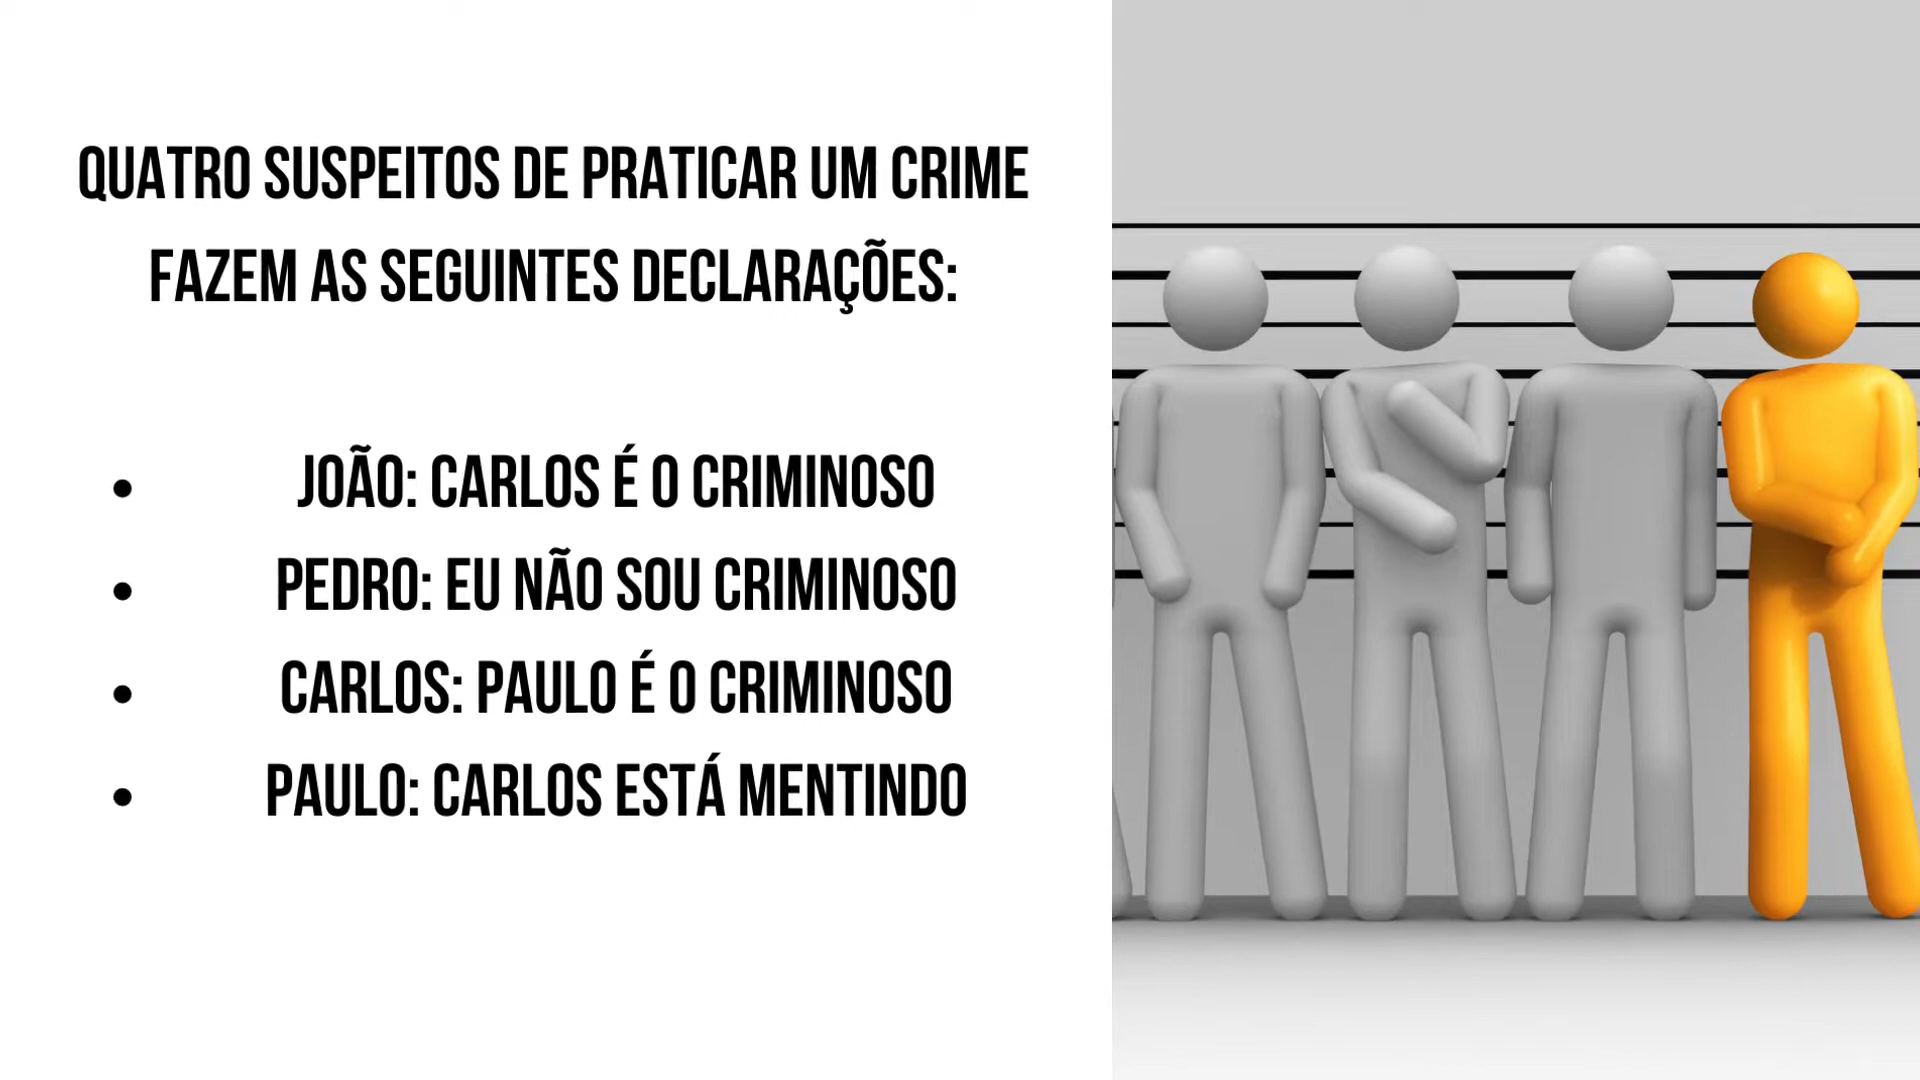 QUATRO SUSPEITOS DE PRATICAR UM CRIME
FAZEM AS SEGUINTES DECLARAÇÕES:
• JOÃO: CARLOS É O CRIMINOSO
• PEDRO: EU NÃO SOU CRIMINOSO
• CARLOS: PAULO É O CRIMINOSO
• PAULO: CARLOS ESTÁ MENTINDO